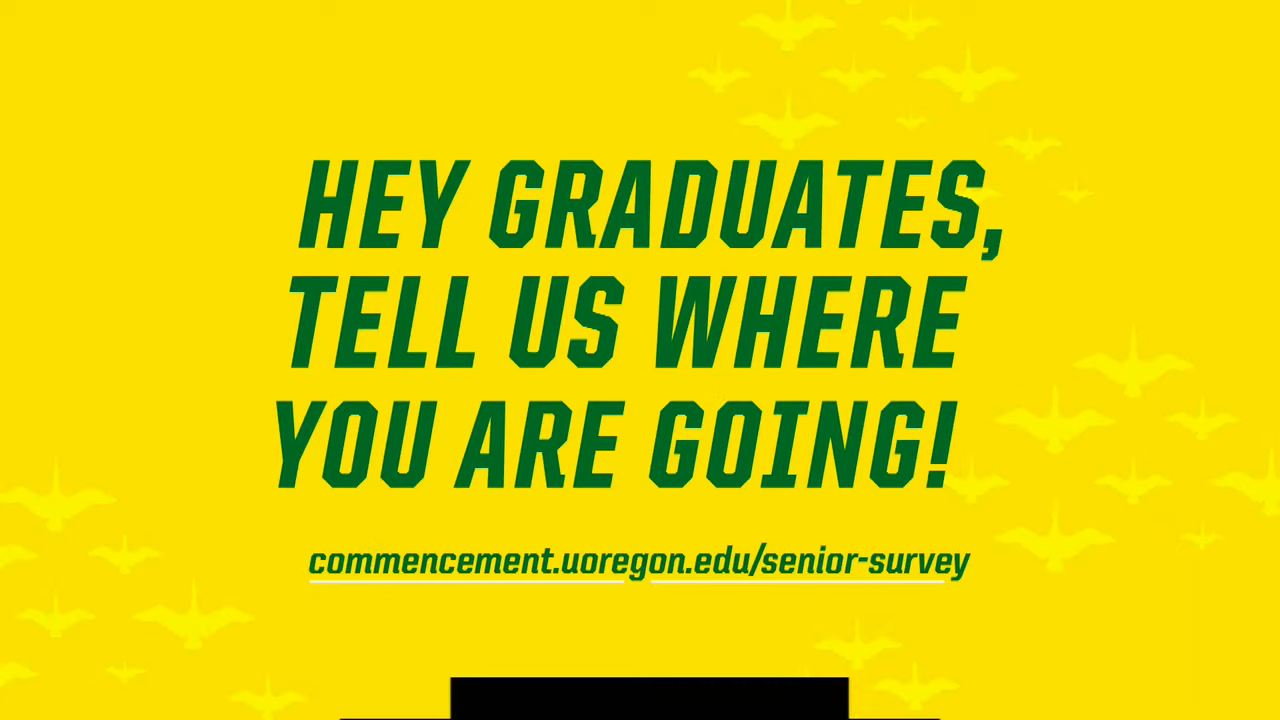 HEY GRADUATES,
TELL US WHERE
YOU ARE GOING!
commencement.uoregon.edu/senior-survey